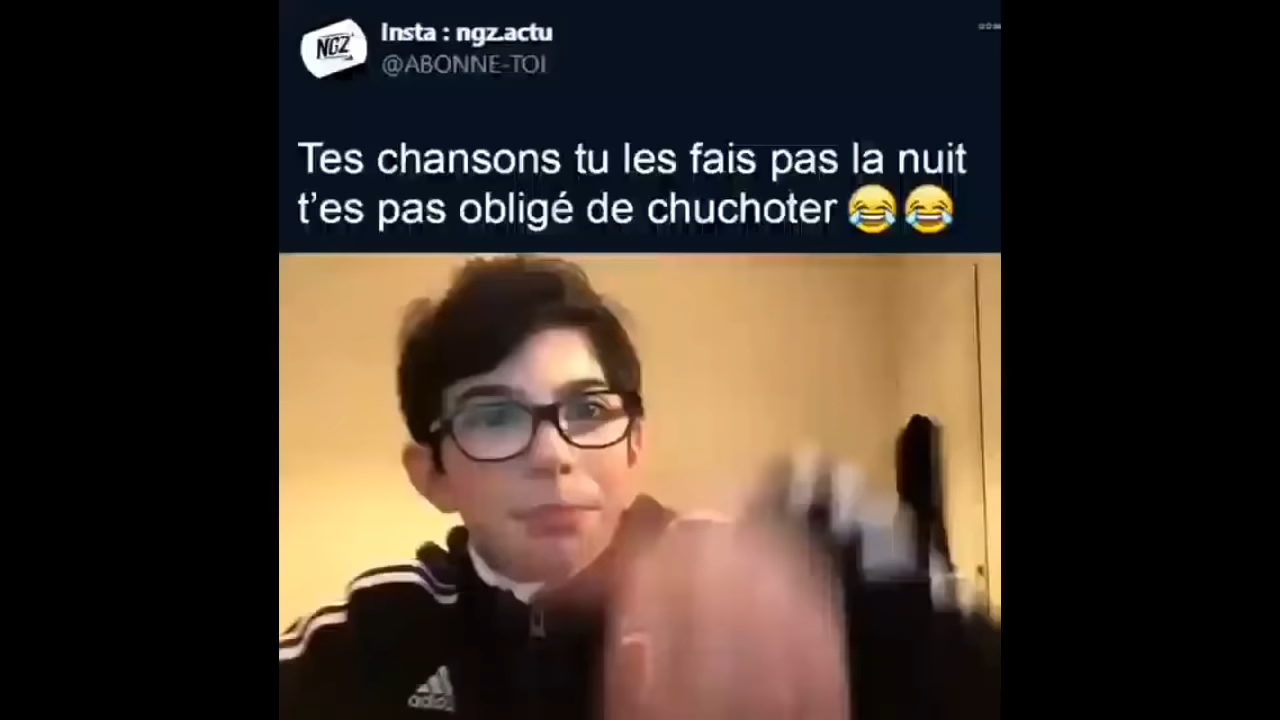 NGZ
Insta : ngz.actu
@ABONNE-TOI
Tes chansons tu les fais pas la nuit
t'es pas obligé de chuchoter 😂😂
adidas